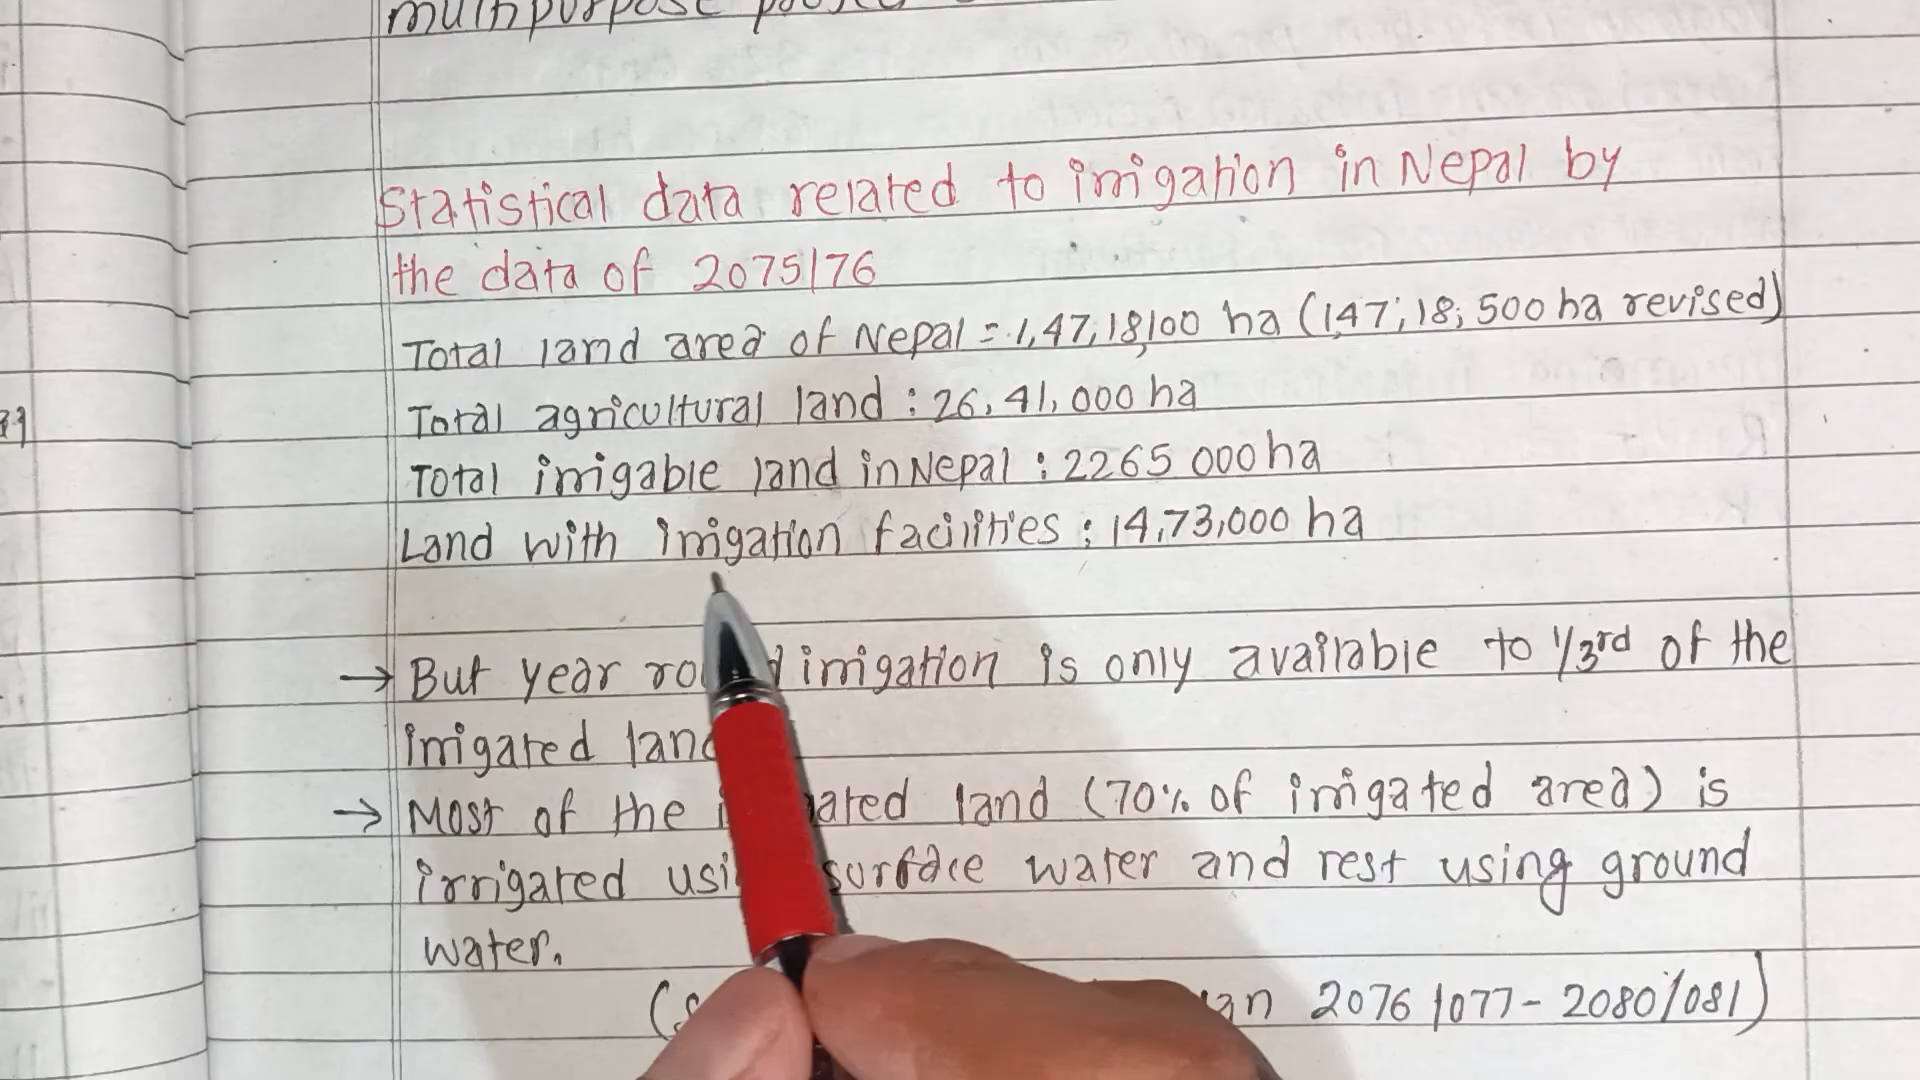 multipurpose
Statistical data related to irrigation in Nepal by
the data of 2075/76
Total land area of Nepal = 1,47,18,100 ha (1,47,18,500 ha revised)
Total agricultural land : 26,41,000 ha
Total irrigable land in Nepal : 2265 000 ha
Land with irrigation facilities : 14,73,000 ha
→ But year irrigation is only available to 1/3rd of the
irrigated land
→ Most of the land (70% of irrigated area) is
irrigated surface water and rest using ground
water.
2076/077-2080/081)